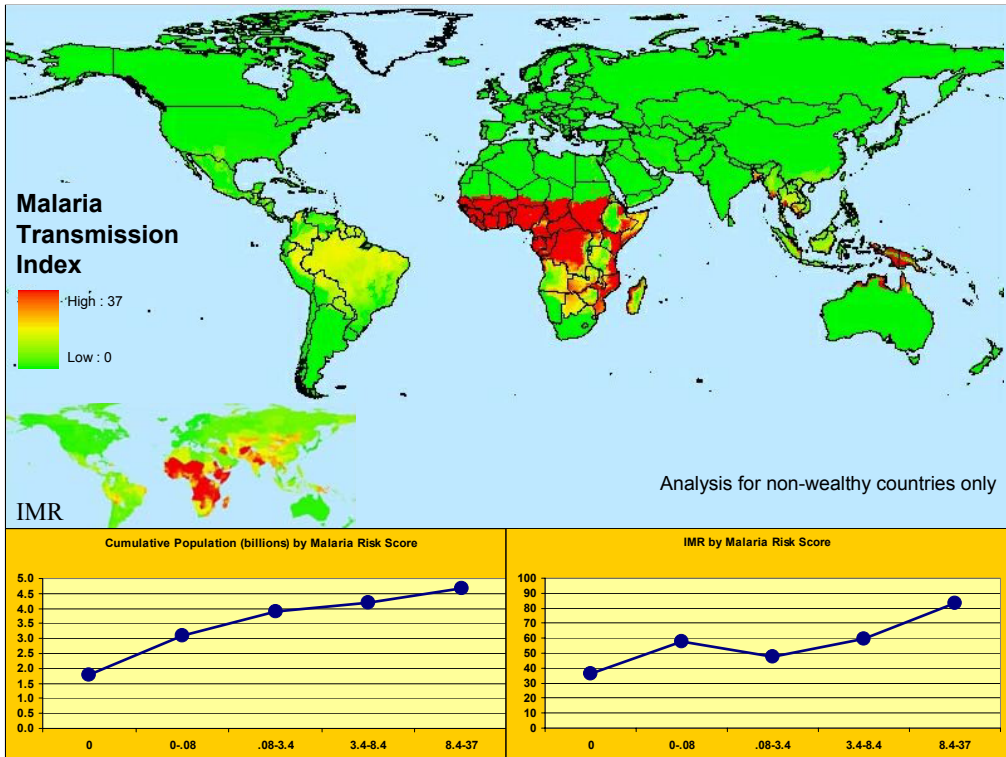 Malaria
Transmission
Index
High : 37
Low : 0
IMR
Analysis for non-wealthy countries only
Cumulative Population (billions) by Malaria Risk Score
5.0
4.5
4.0
3.5
3.0
2.5
2.0
1.5
1.0
0.5
0.0
0 0-.08 .08-3.4 3.4-8.4 8.4-37
IMR by Malaria Risk Score
100
90
80
70
60
50
40
30
20
10
0
0 0-.08 .08-3.4 3.4-8.4 8.4-37